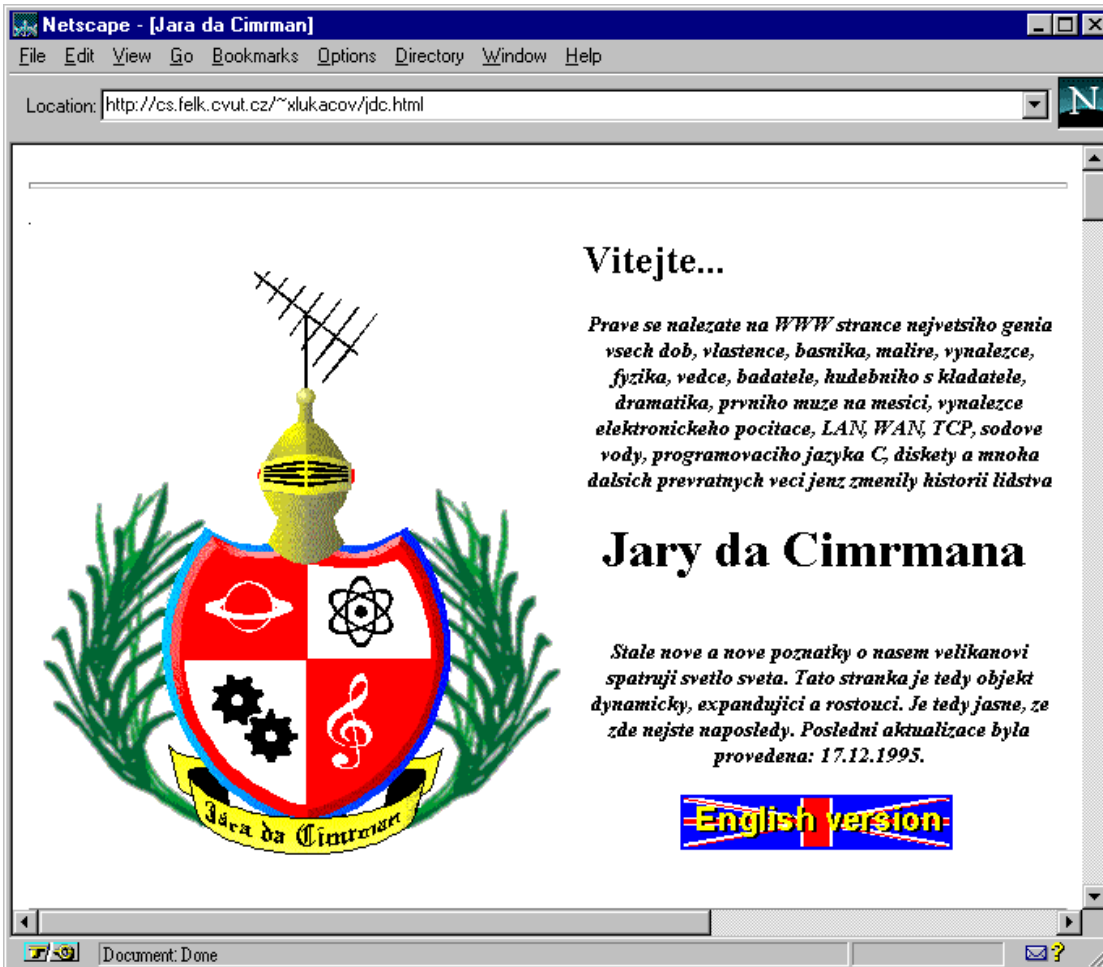 Netscape - [Jara da Cimrman]
File Edit View Go Bookmarks Options Directory Window Help
Location: http://cs.felk.cvut.cz/~xlukacov/jdc.html
N
.
Vitejte...
Prave se nalezate na WWW strance nejvetsiho genia
vsech dob, vlastence, basnika, malire, vynalezce,
fyzika, vedce, badatele, hudebniho s kladatele,
dramatika, prvniho muze na mesici, vynalezce
elektronickeho pocitace, LAN, WAN, TCP, sodove
vody, programovaciho jazyka C, diskety a mnoha
dalsich prevratnych veci jenz zmenily historii lidstva
Jary da Cimrmana
Stale nove a nove poznatky o nasem velikanovi
spatruji svetlo sveta. Tato stranka je tedy objekt
dynamicky, expandujici a rostouci. Je tedy jasne, ze
zde nejste naposledy. Posledni aktualizace byla
provedena: 17.12.1995.
English version
Jára da Cimrman
Document: Done